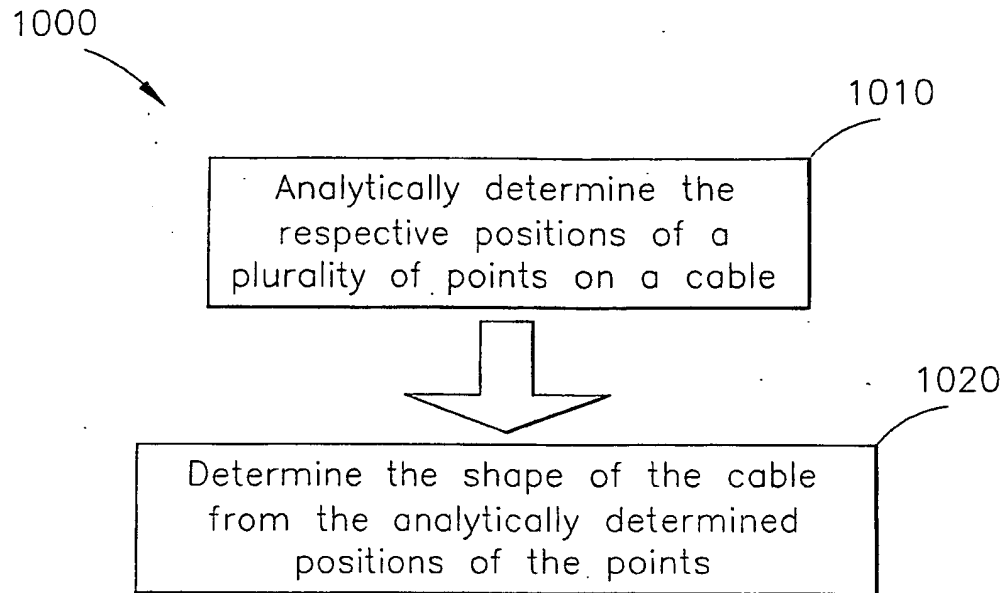 1000
1010
Analytically determine the
respective positions of a
plurality of points on a cable
1020
Determine the shape of the cable
from the analytically determined
positions of the points